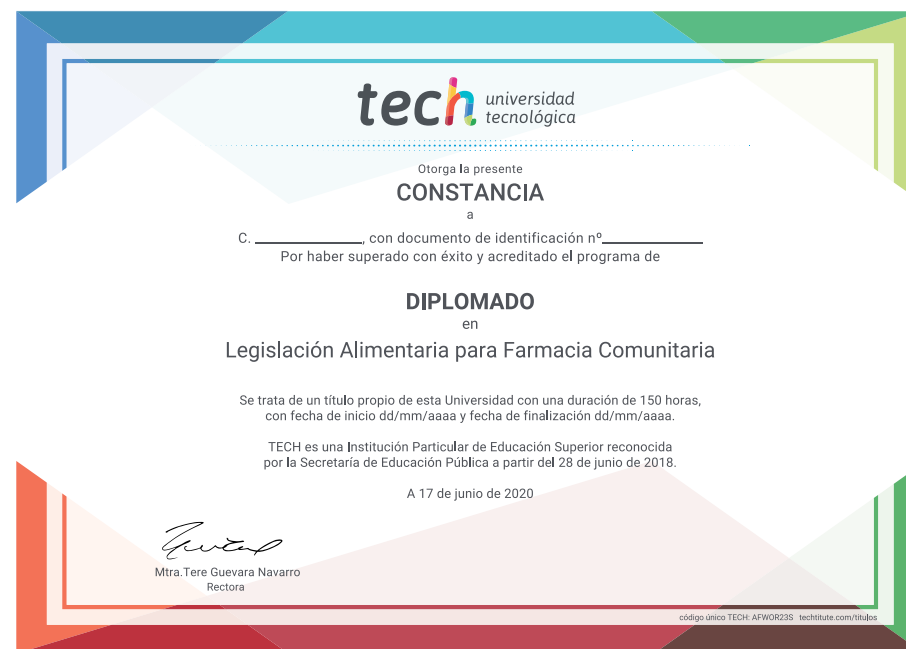 tech universidad
tecnológica
Otorga la presente
CONSTANCIA
a
C. ____________, con documento de identificación nº____________
Por haber superado con éxito y acreditado el programa de
DIPLOMADO
en
Legislación Alimentaria para Farmacia Comunitaria
Se trata de un título propio de esta Universidad con una duración de 150 horas,
con fecha de inicio dd/mm/aaaa y fecha de finalización dd/mm/aaaa.
TECH es una Institución Particular de Educación Superior reconocida
por la Secretaría de Educación Pública a partir del 28 de junio de 2018.
A 17 de junio de 2020
Mtra.Tere Guevara Navarro
Rectora
código único TECH: AFWOR23S techtitute.com/titulos